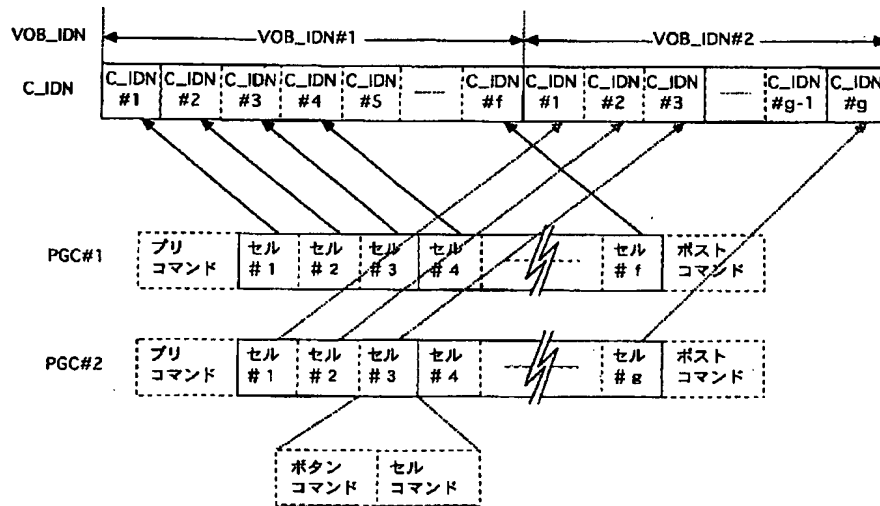 VOB_IDN VOB_IDN#1 VOB_IDN#2
C_IDN C_IDN #1 C_IDN #2 C_IDN #3 C_IDN #4 C_IDN #5 C_IDN #f C_IDN #1 C_IDN #2 C_IDN #3 C_IDN #g-1 C_IDN #g
PGC#1
プリ
コマンド
セル
#1
セル
#2
セル
#3
セル
#4
セル
#f
ポスト
コマンド
PGC#2
プリ
コマンド
セル
#1
セル
#2
セル
#3
セル
#4
セル
#g
ポスト
コマンド
ボタン
コマンド
セル
コマンド